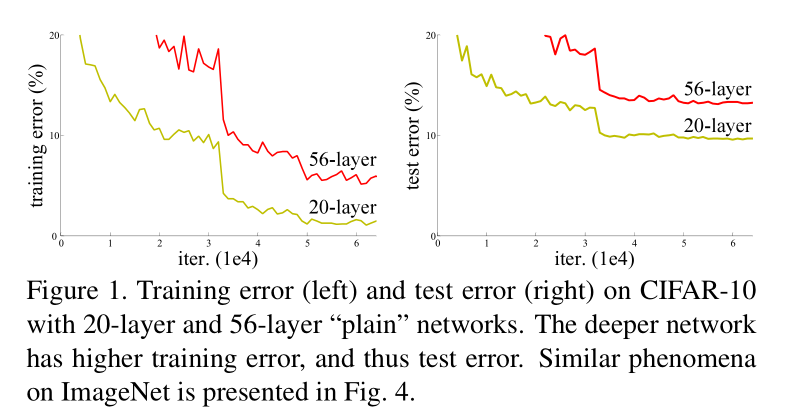 20
10
0
0 1 2 3 4 5 6
iter. (1e4)
training error (%)
56-layer
20-layer
20
10
0
0 1 2 3 4 5 6
iter. (1e4)
test error (%)
56-layer
20-layer
Figure 1. Training error (left) and test error (right) on CIFAR-10
with 20-layer and 56-layer “plain” networks. The deeper network
has higher training error, and thus test error. Similar phenomena
on ImageNet is presented in Fig. 4.